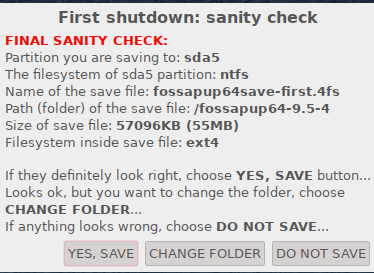 First shutdown: sanity check
FINAL SANITY CHECK:
Partition you are saving to: sda5
The filesystem of sda5 partition: ntfs
Name of the save file: fossapup64save-first.4fs
Path (folder) of the save file: /fossapup64-9.5-4
Size of save file: 57096KB (55MB)
Filesystem inside save file: ext4
If they definitely look right, choose YES, SAVE button...
Looks ok, but you want to change the folder, choose
CHANGE FOLDER...
If anything looks wrong, choose DO NOT SAVE...
YES, SAVE CHANGE FOLDER DO NOT SAVE